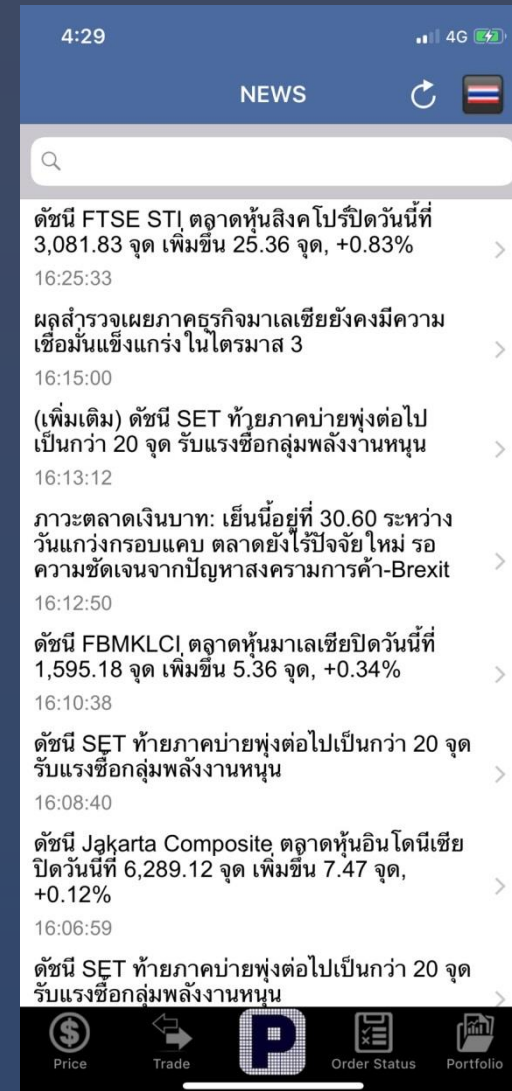 4:29
4G
NEWS
ดัชนี FTSE STI ตลาดหุ้นสิงคโปร์ปิดวันนี้ที่
3,081.83 จุด เพิ่มขึ้น 25.36 จุด, +0.83%
16:25:33
ผลสำรวจเผยภาคธุรกิจมาเลเซียยังคงมีความ
เชื่อมั่นแข็งแกร่งในไตรมาส 3
16:15:00
(เพิ่มเติม) ดัชนี SET ท้ายภาคบ่ายพุ่งต่อไป
เป็นกว่า 20 จุด รับแรงซื้อกลุ่มพลังงานหนุน
16:13:12
ภาวะตลาดเงินบาท: เย็นนี้อยู่ที่ 30.60 ระหว่าง
วันแกว่งกรอบแคบ ตลาดยังไร้ปัจจัยใหม่ รอ
ความชัดเจนจากปัญหาสงครามการค้า-Brexit
16:12:50
ดัชนี FBMKLCI ตลาดหุ้นมาเลเซียปิดวันนี้ที่
1,595.18 จุด เพิ่มขึ้น 5.36 จุด, +0.34%
16:10:38
ดัชนี SET ท้ายภาคบ่ายพุ่งต่อไปเป็นกว่า 20 จุด
รับแรงซื้อกลุ่มพลังงานหนุน
16:08:40
ดัชนี Jakarta Composite ตลาดหุ้นอินโดนีเซีย
ปิดวันนี้ที่ 6,289.12 จุด เพิ่มขึ้น 7.47 จุด,
+0.12%
16:06:59
ดัชนี SET ท้ายภาคบ่ายพุ่งต่อไปเป็นกว่า 20 จุด
รับแรงซื้อกลุ่มพลังงานหนุน
Price Trade P Order Status Portfolio